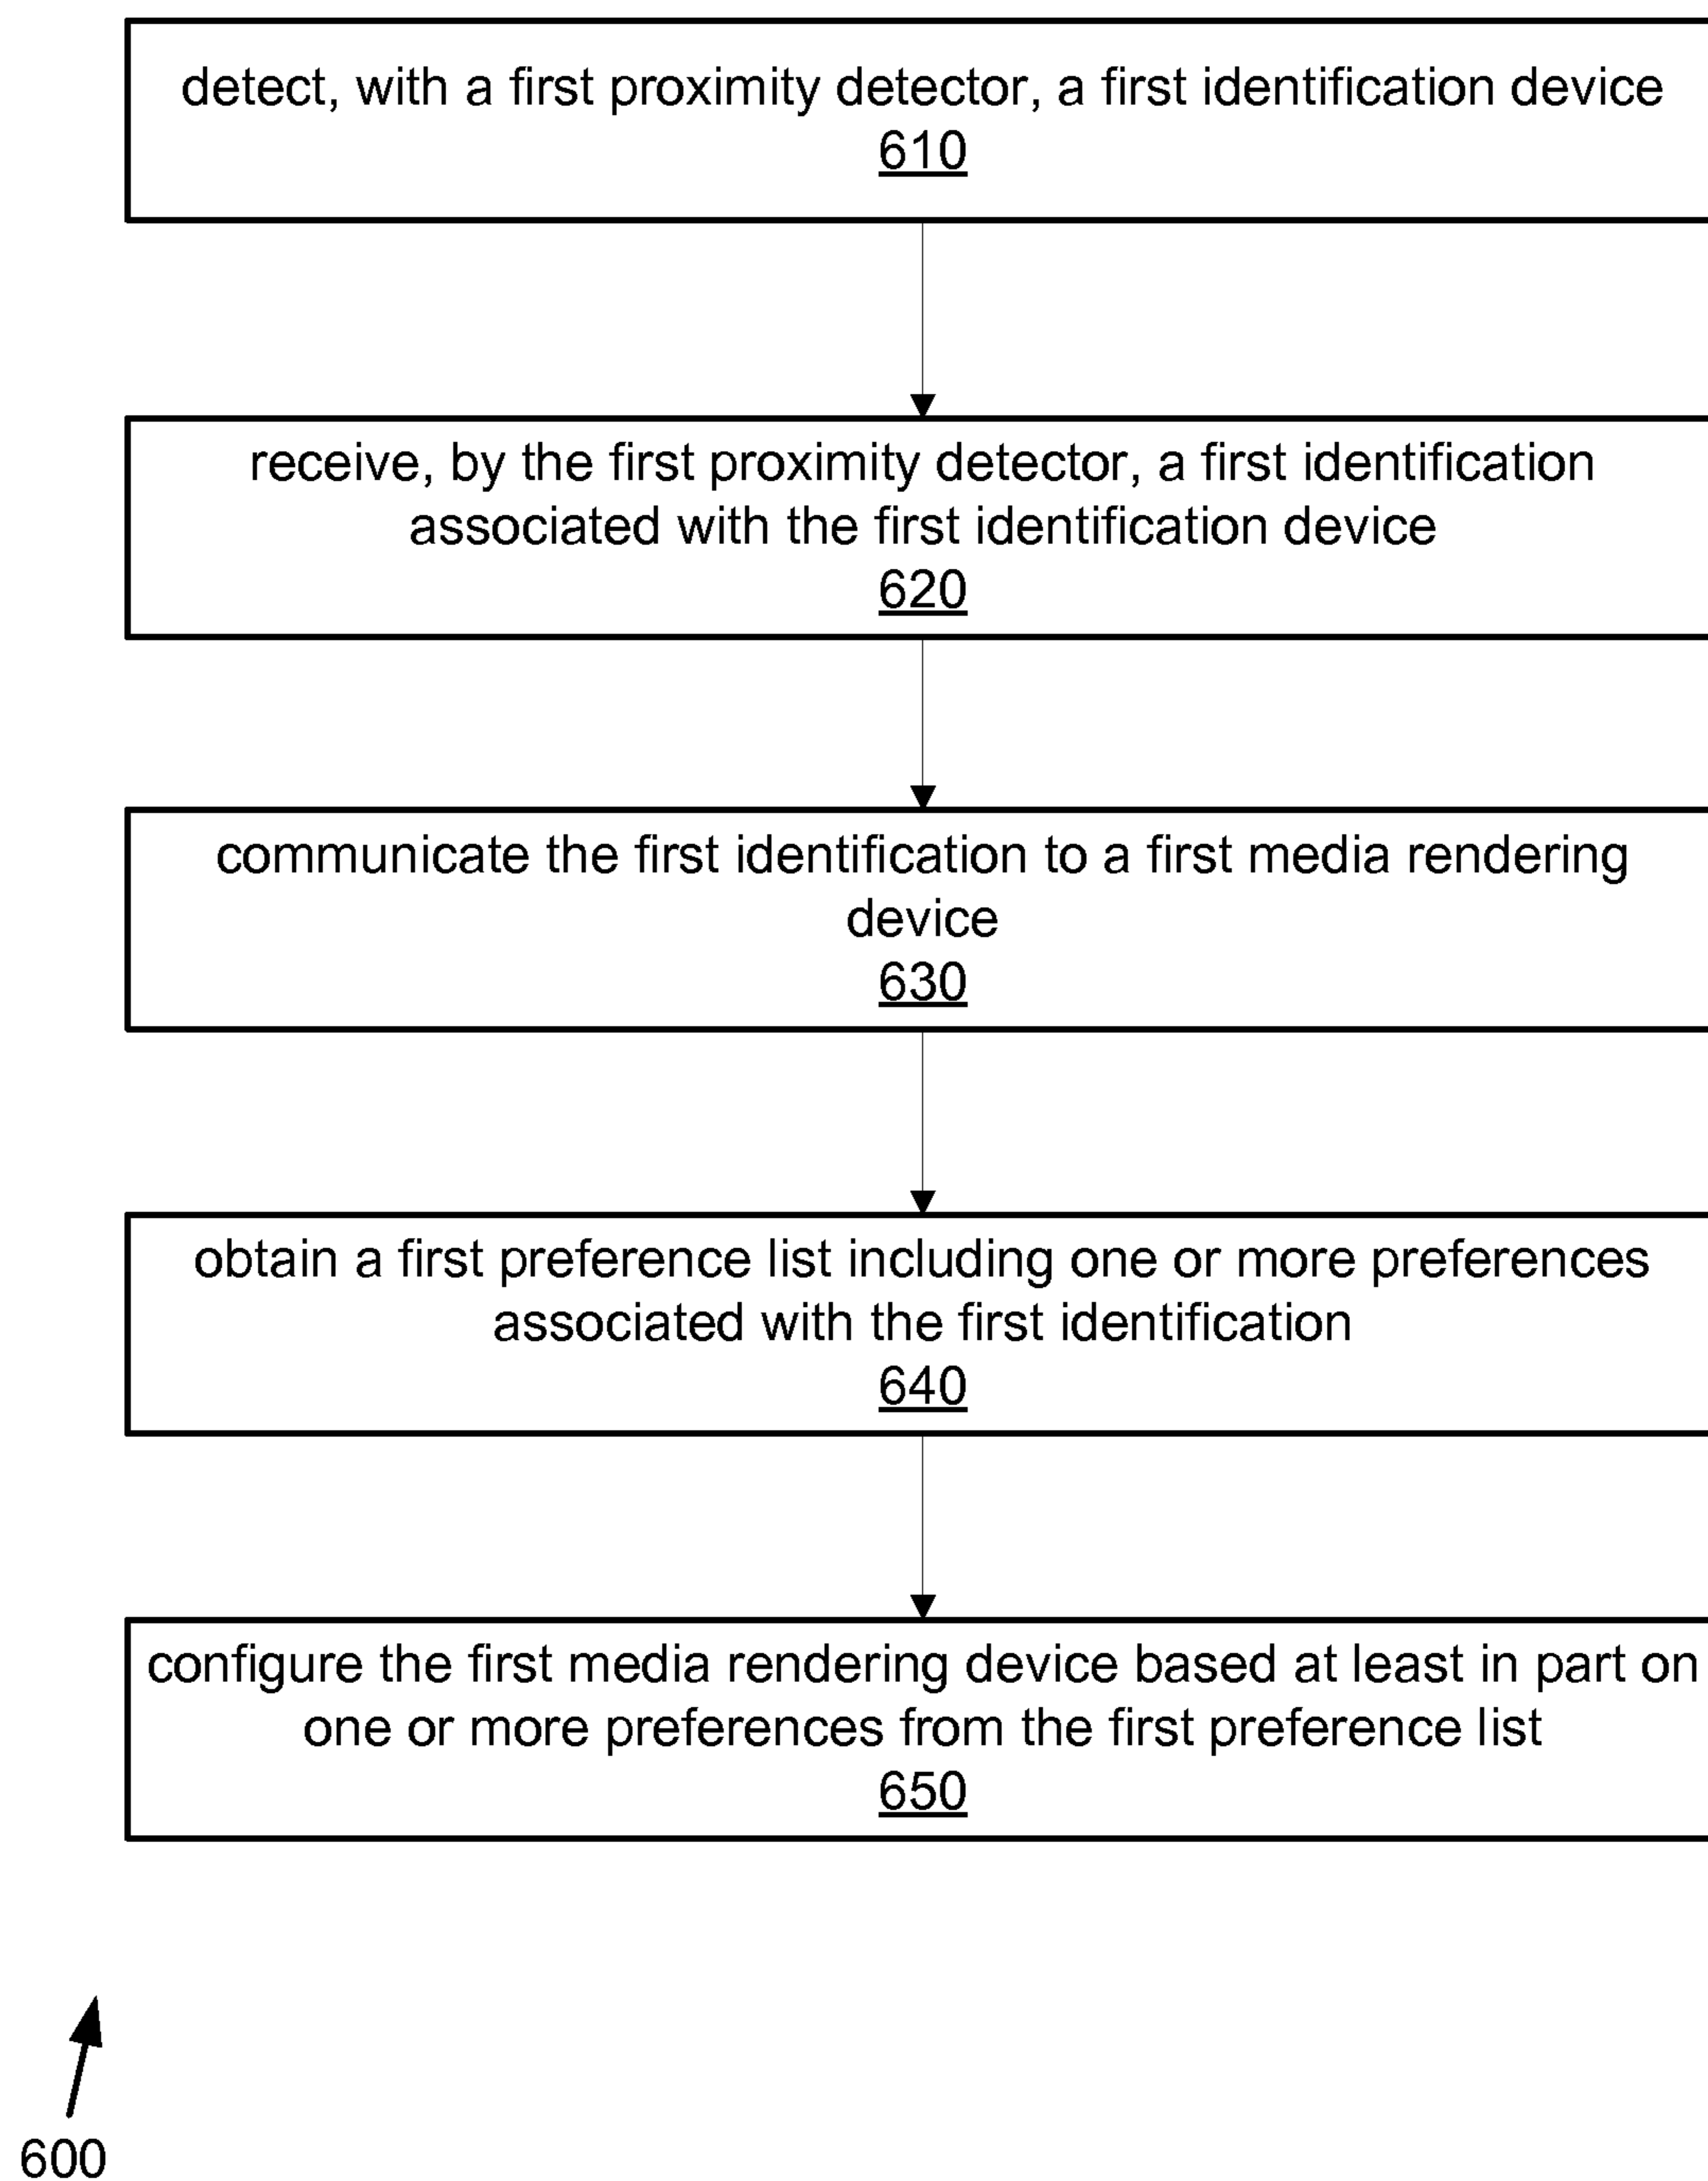 detect, with a first proximity detector, a first identification device
610
receive, by the first proximity detector, a first identification
associated with the first identification device
620
communicate the first identification to a first media rendering
device
630
obtain a first preference list including one or more preferences
associated with the first identification
640
configure the first media rendering device based at least in part on
one or more preferences from the first preference list
650
600